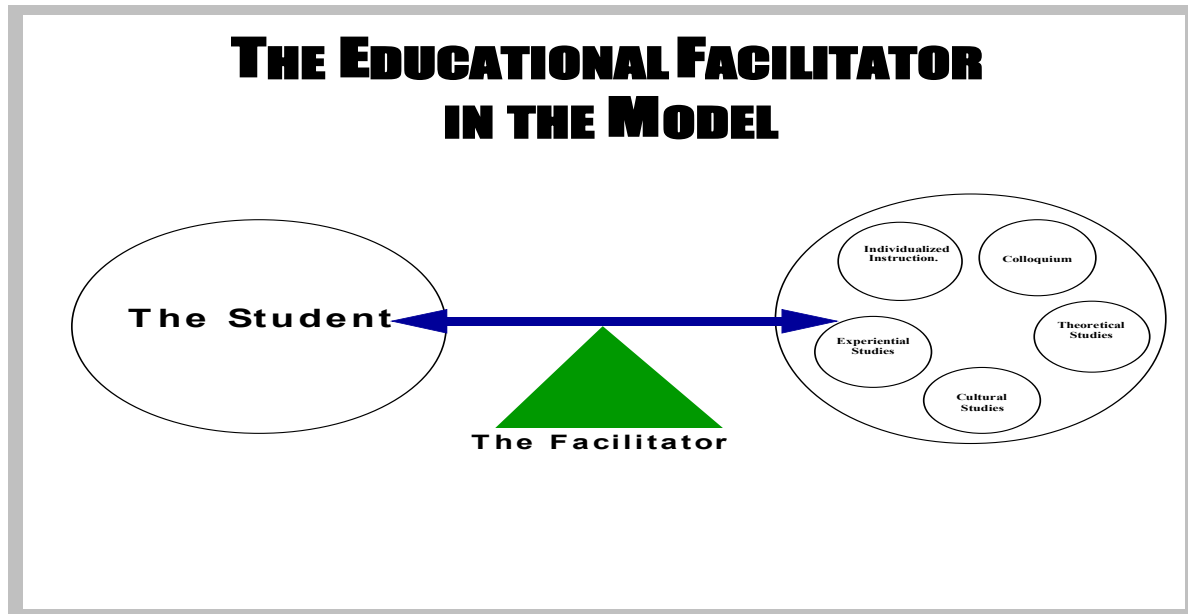 THE EDUCATIONAL FACILITATOR
IN THE MODEL
The Student
The Facilitator
Individualized
Instruction.
Colloquium
Theoretical
Studies
Experiential
Studies
Cultural
Studies